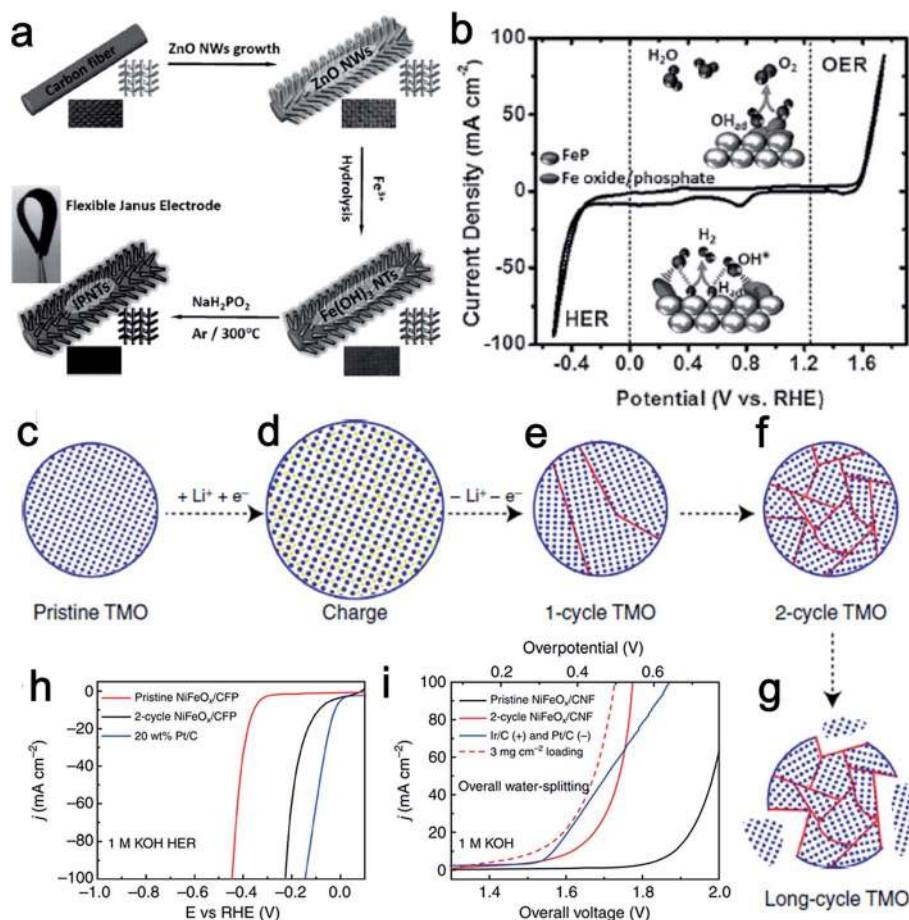 a
Carbon fiber
ZnO NWs growth
ZnO NWs
Fe³⁺
Hydrolysis
Flexible Janus Electrode
IPNTs
NaH₂PO₂
Ar / 300°C
Fe(OH)₃ NTs
b
Current Density (mA cm⁻²)
100
50
0
-50
-100
H₂O
O₂
OER
OHad
FeP
Fe oxide/phosphate
H₂
OH*
Had
HER
-0.4
0.0
0.4
0.8
1.2
1.6
Potential (V vs. RHE)
c
d
e
f
+ Li⁺ + e⁻
– Li⁺ – e⁻
Pristine TMO
Charge
1-cycle TMO
2-cycle TMO
h
j (mA cm⁻²)
0
-20
-40
-60
-80
-100
Pristine NiFeOₓ/CFP
2-cycle NiFeOₓ/CFP
20 wt% Pt/C
1 M KOH HER
-1.0
-0.8
-0.6
-0.4
-0.2
0.0
E vs RHE (V)
i
Overpotential (V)
0.2
0.4
0.6
j (mA cm⁻²)
100
80
60
40
20
0
Pristine NiFeOₓ/CNF
2-cycle NiFeOₓ/CNF
Ir/C (+) and Pt/C (–)
3 mg cm⁻² loading
Overall water-splitting
1 M KOH
1.4
1.6
1.8
2.0
Overall voltage (V)
g
Long-cycle TMO